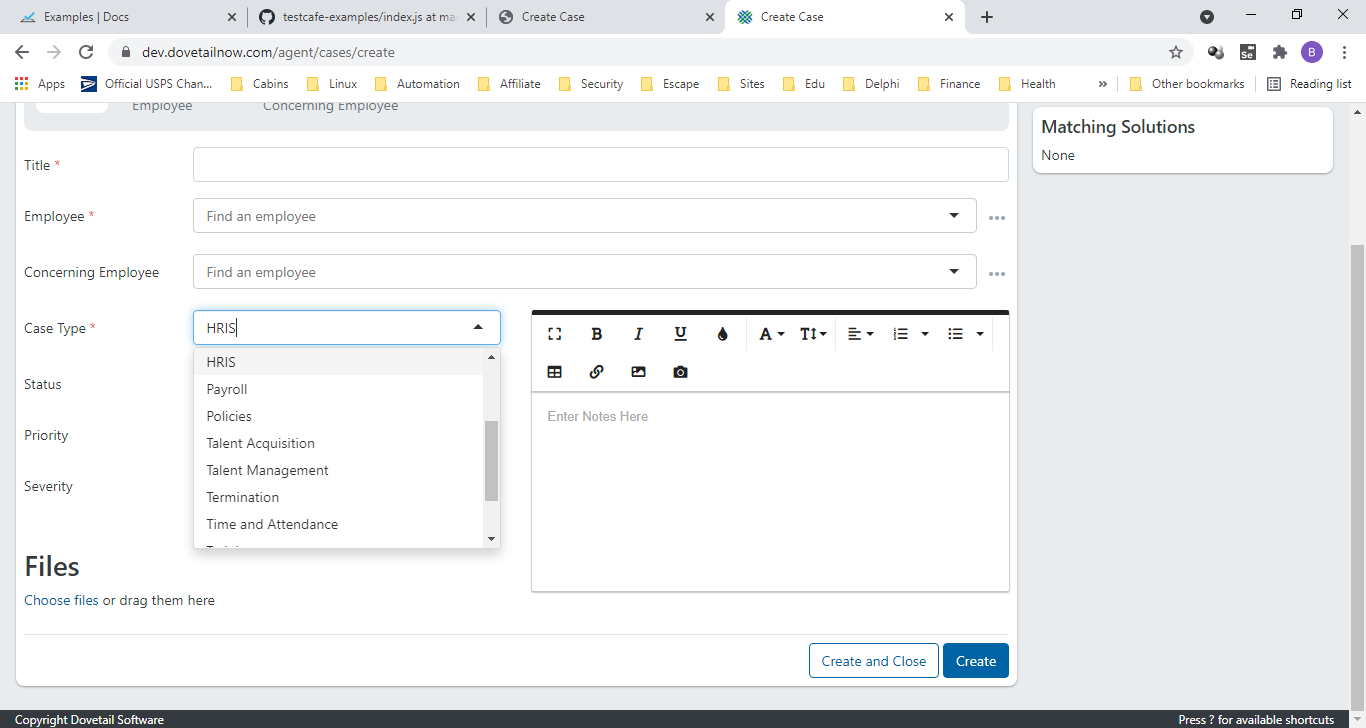 Examples | Docs
testcafe-examples/index.js at ma
Create Case
Create Case
dev.dovetailnow.com/agent/cases/create
B
Apps
Official USPS Chan...
Cabins
Linux
Automation
Affiliate
Security
Escape
Sites
Edu
Delphi
Finance
Health
»
Other bookmarks
Reading list
Employee
Concerning Employee
Matching Solutions
None
Title *
Employee *
Find an employee
Concerning Employee
Find an employee
Case Type *
HRIS
HRIS
Payroll
Policies
Talent Acquisition
Talent Management
Termination
Time and Attendance
Status
Priority
Severity
Enter Notes Here
Files
Choose files or drag them here
Create and Close
Create
Copyright Dovetail Software
Press ? for available shortcuts